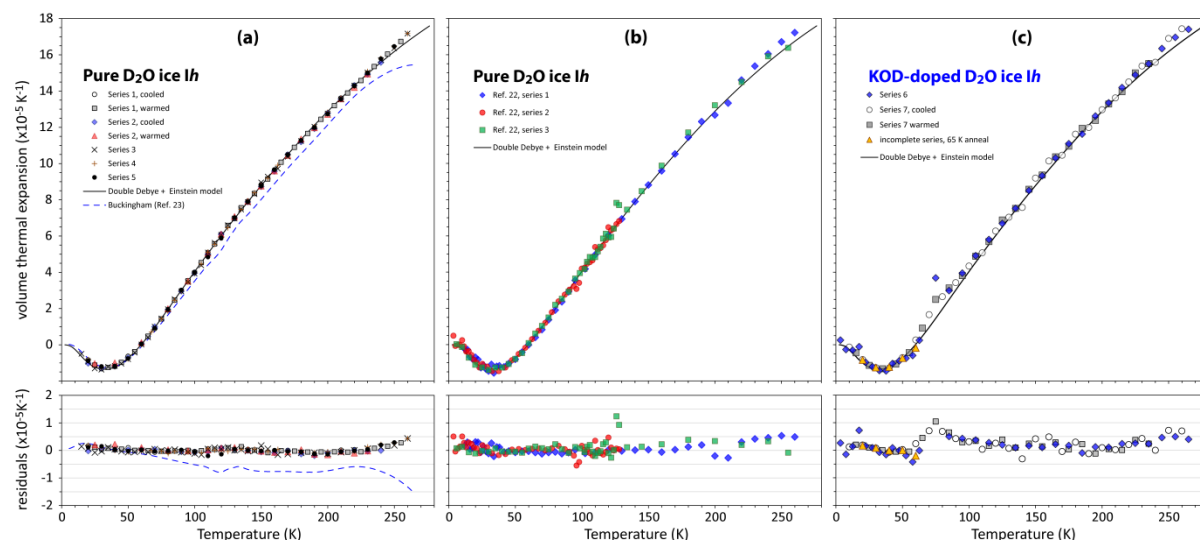 (a)
Pure D₂O ice Ih
Series 1, cooled
Series 1, warmed
Series 2, cooled
Series 2, warmed
Series 3
Series 4
Series 5
Double Debye + Einstein model
Buckingham (Ref. 23)
volume thermal expansion (x10⁻⁵ K⁻¹)
18
16
14
12
10
8
6
4
2
0
residuals (x10⁻⁵K⁻¹)
2
1
0
-1
-2
0 50 100 150 200 250
Temperature (K)
(b)
Pure D₂O ice Ih
Ref. 22, series 1
Ref. 22, series 2
Ref. 22, series 3
Double Debye + Einstein model
0 50 100 150 200 250
Temperature (K)
(c)
KOD-doped D₂O ice Ih
Series 6
Series 7, cooled
Series 7 warmed
incomplete series, 65 K anneal
Double Debye + Einstein model
0 50 100 150 200 250
Temperature (K)